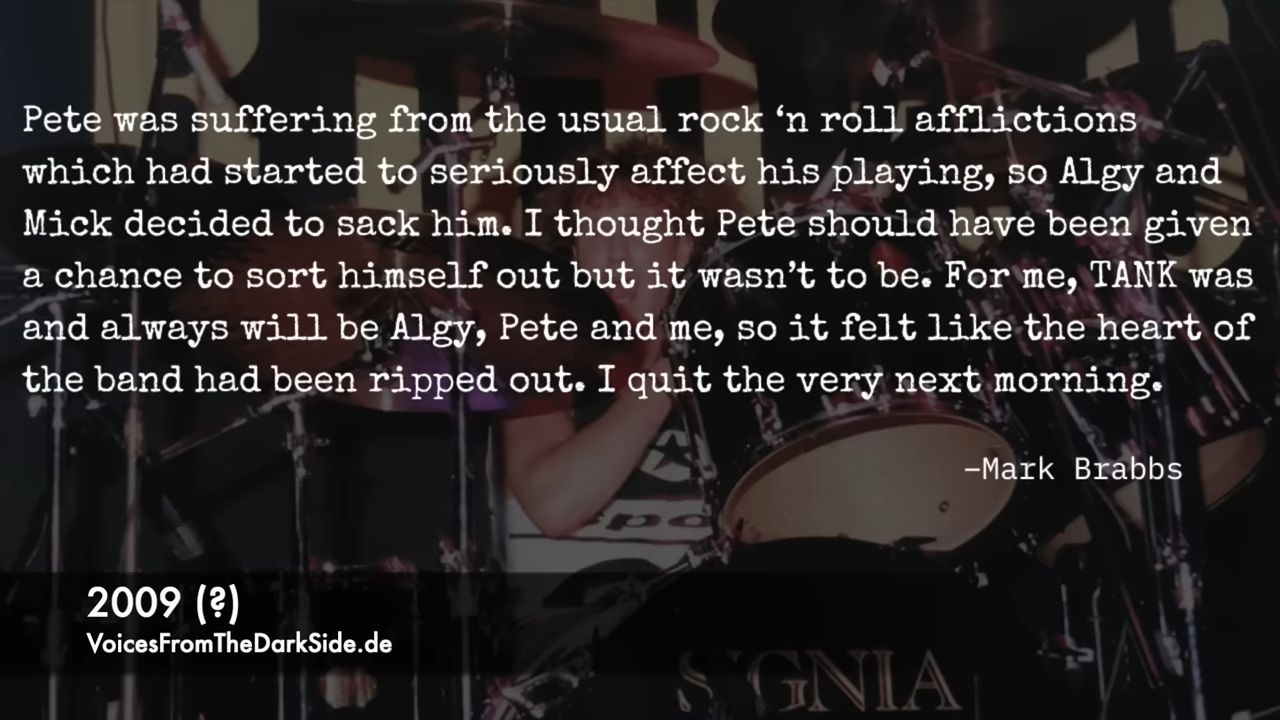 Pete was suffering from the usual rock ‘n roll afflictions
which had started to seriously affect his playing, so Algy and
Mick decided to sack him. I thought Pete should have been given
a chance to sort himself out but it wasn’t to be. For me, TANK was
and always will be Algy, Pete and me, so it felt like the heart of
the band had been ripped out. I quit the very next morning.
–Mark Brabbs
2009 (?)
VoicesFromTheDarkSide.de